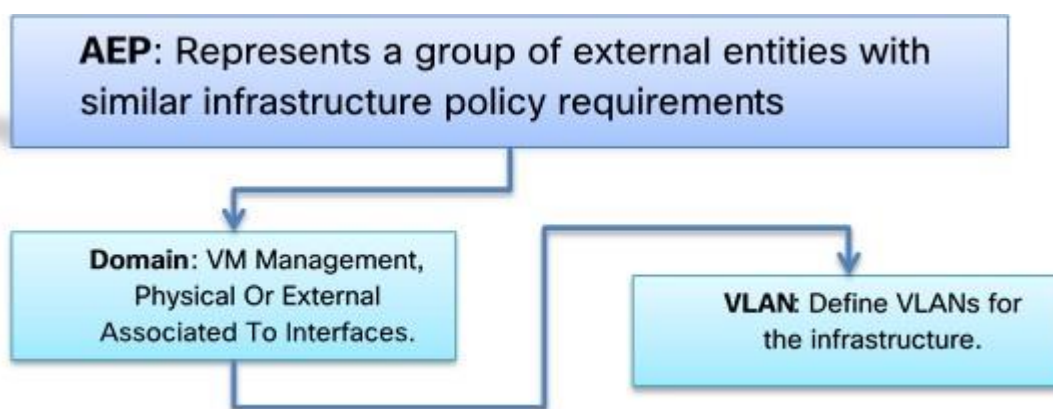 AEP: Represents a group of external entities with
similar infrastructure policy requirements
Domain: VM Management,
Physical Or External
Associated To Interfaces.
VLAN: Define VLANs for
the infrastructure.